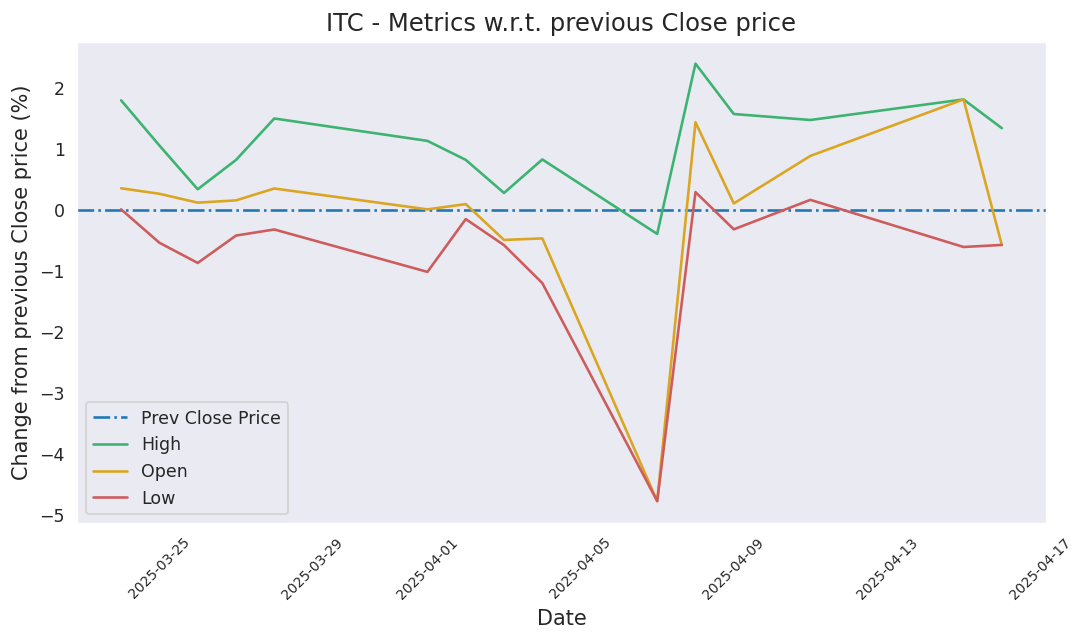 ITC - Metrics w.r.t. previous Close price
Change from previous Close price (%)
2
1
0
−1
−2
−3
−4
−5
Prev Close Price
High
Open
Low
2025-03-25
2025-03-29
2025-04-01
2025-04-05
2025-04-09
2025-04-13
2025-04-17
Date